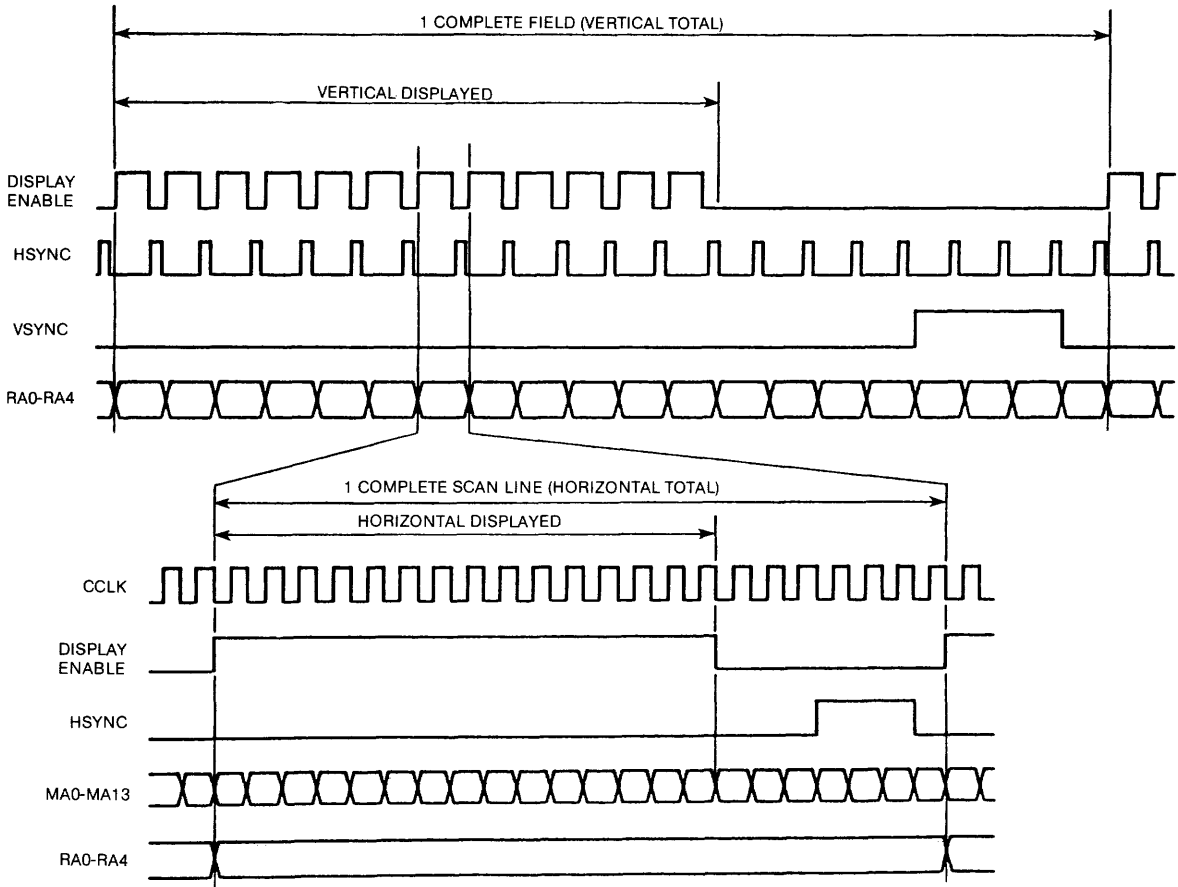 1 COMPLETE FIELD (VERTICAL TOTAL)
VERTICAL DISPLAYED
DISPLAY
ENABLE
HSYNC
VSYNC
RA0-RA4
1 COMPLETE SCAN LINE (HORIZONTAL TOTAL)
HORIZONTAL DISPLAYED
CCLK
DISPLAY
ENABLE
HSYNC
MA0-MA13
RA0-RA4